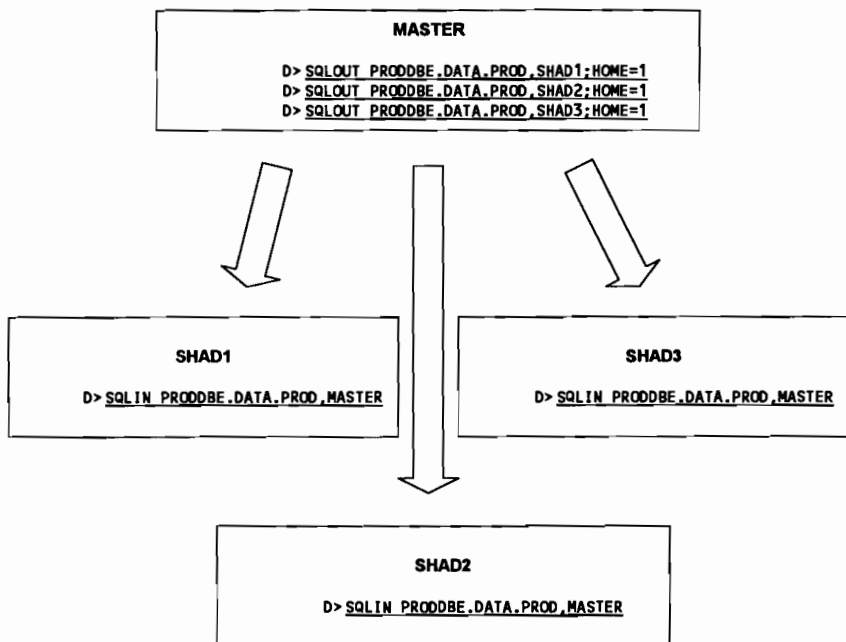 MASTER
D> SQLOUT PRODDBE.DATA.PROD,SHAD1;HOME=1
D> SQLOUT PRODDBE.DATA.PROD,SHAD2;HOME=1
D> SQLOUT PRODDBE.DATA.PROD,SHAD3;HOME=1
SHAD1
D> SQLIN PRODDBE.DATA.PROD,MASTER
SHAD3
D> SQLIN PRODDBE.DATA.PROD,MASTER
SHAD2
D> SQLIN PRODDBE.DATA.PROD,MASTER